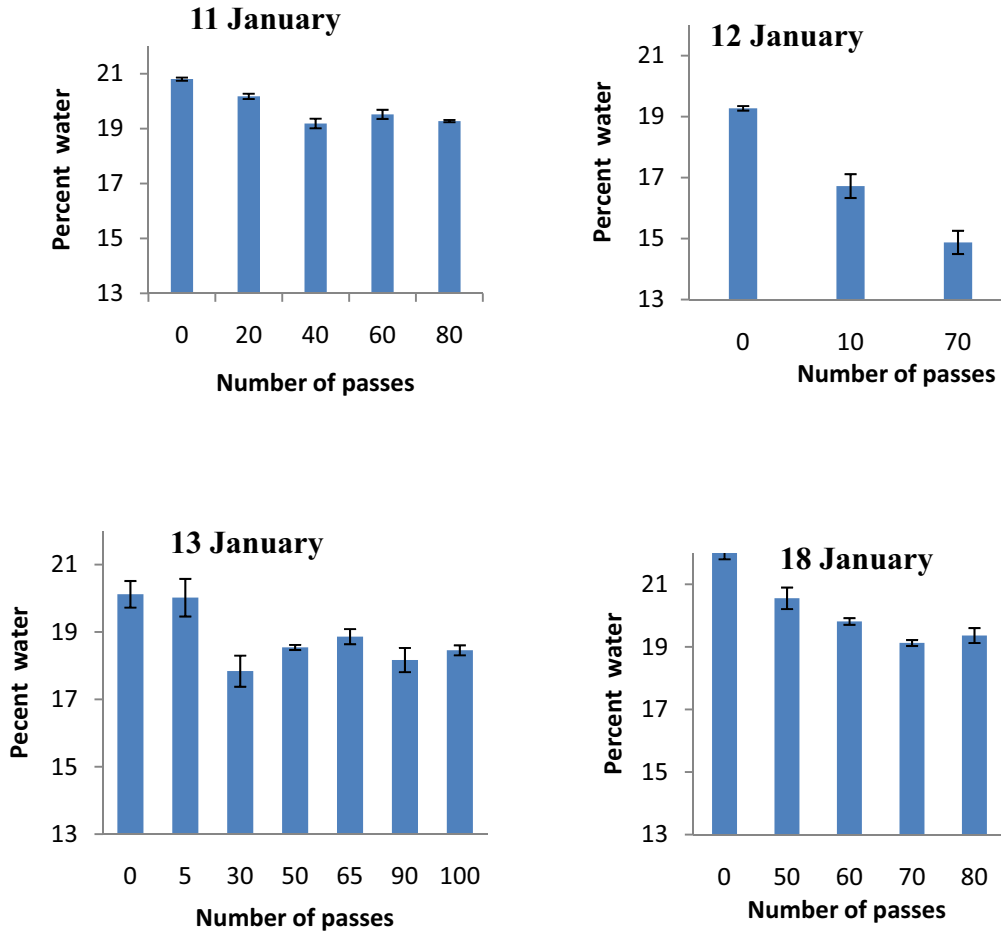 11 January
Percent water
21
19
17
15
13
0 20 40 60 80
Number of passes
12 January
Percent water
21
19
17
15
13
0 10 70
Number of passes
13 January
Pecent water
21
19
17
15
13
0 5 30 50 65 90 100
Number of passes
18 January
Percent water
21
19
17
15
13
0 50 60 70 80
Number of passes